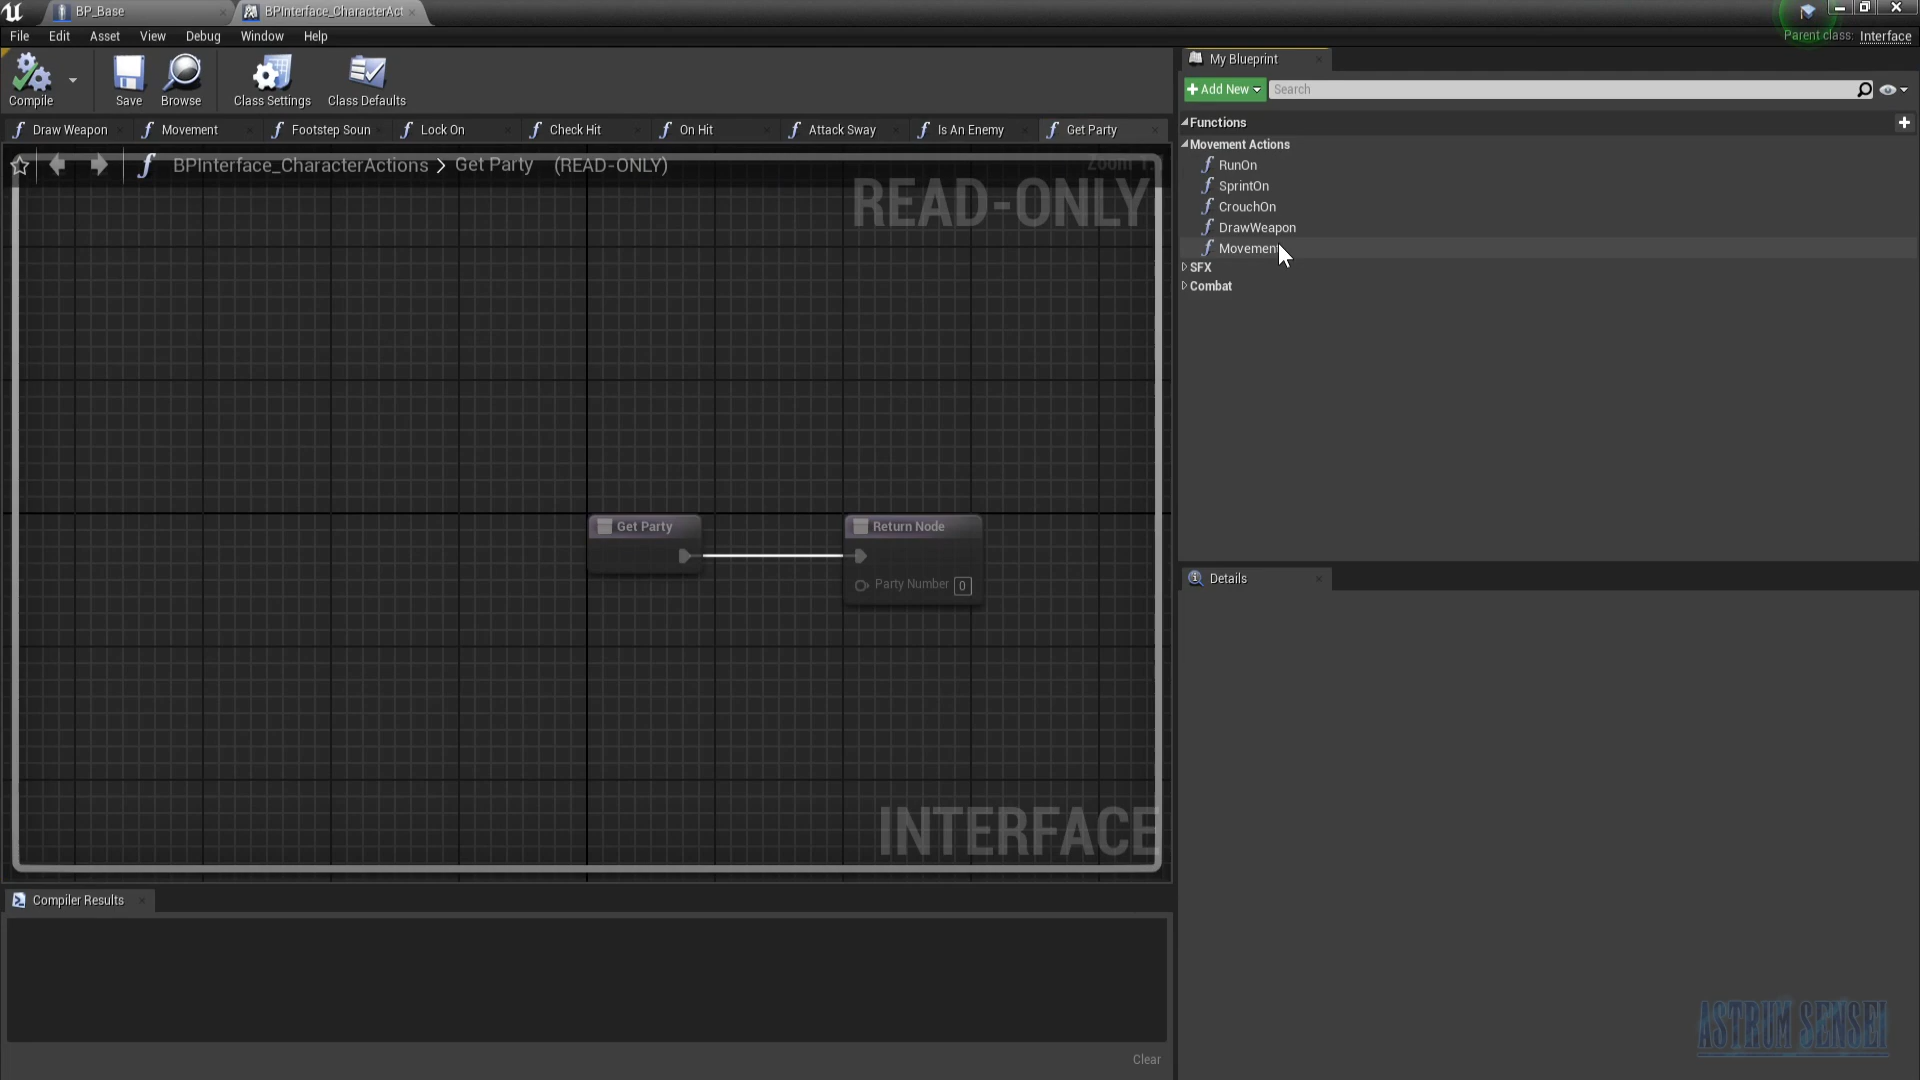 BP_Base
BPInterface_CharacterAct
File Edit Asset View Debug Window Help
Parent class: Interface
Compile
Save
Browse
Class Settings
Class Defaults
My Blueprint
Add New
Search
Draw Weapon
Movement
Footstep Soun
Lock On
Check Hit
On Hit
Attack Sway
Is An Enemy
Get Party
BPInterface_CharacterActions > Get Party (READ-ONLY)
READ-ONLY
Functions
Movement Actions
RunOn
SprintOn
CrouchOn
DrawWeapon
Movement
SFX
Combat
Get Party
Return Node
Party Number 0
INTERFACE
Details
Compiler Results
Clear
ASTRUM SENSEI